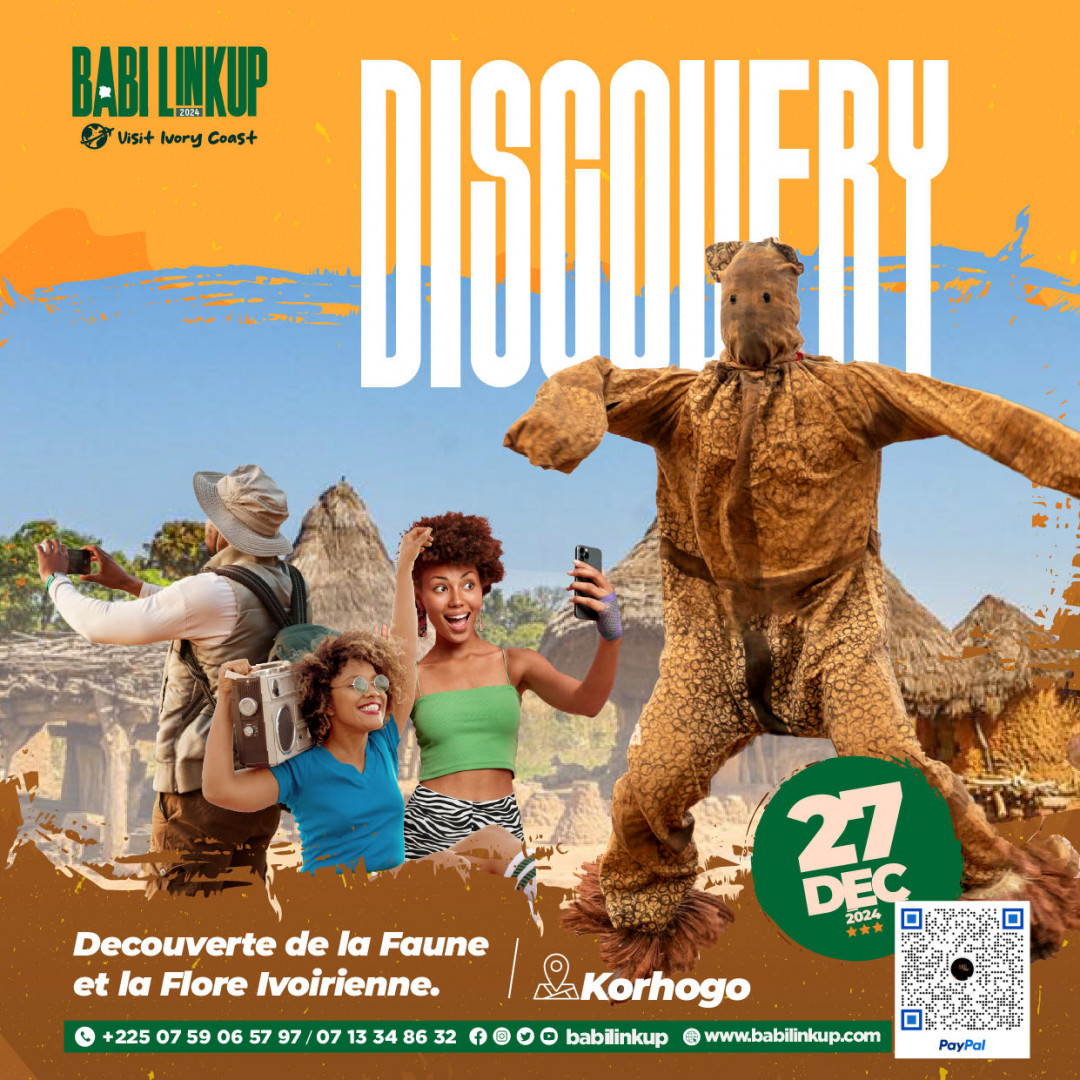 BABI LINKUP
2024
Visit Ivory Coast
DISCOVERY
27
DEC
2024
Decouverte de la Faune
et la Flore Ivoirienne.
Korhogo
+225 07 59 06 57 97 / 07 13 34 86 32 babilinkup www.babilinkup.com
PayPal